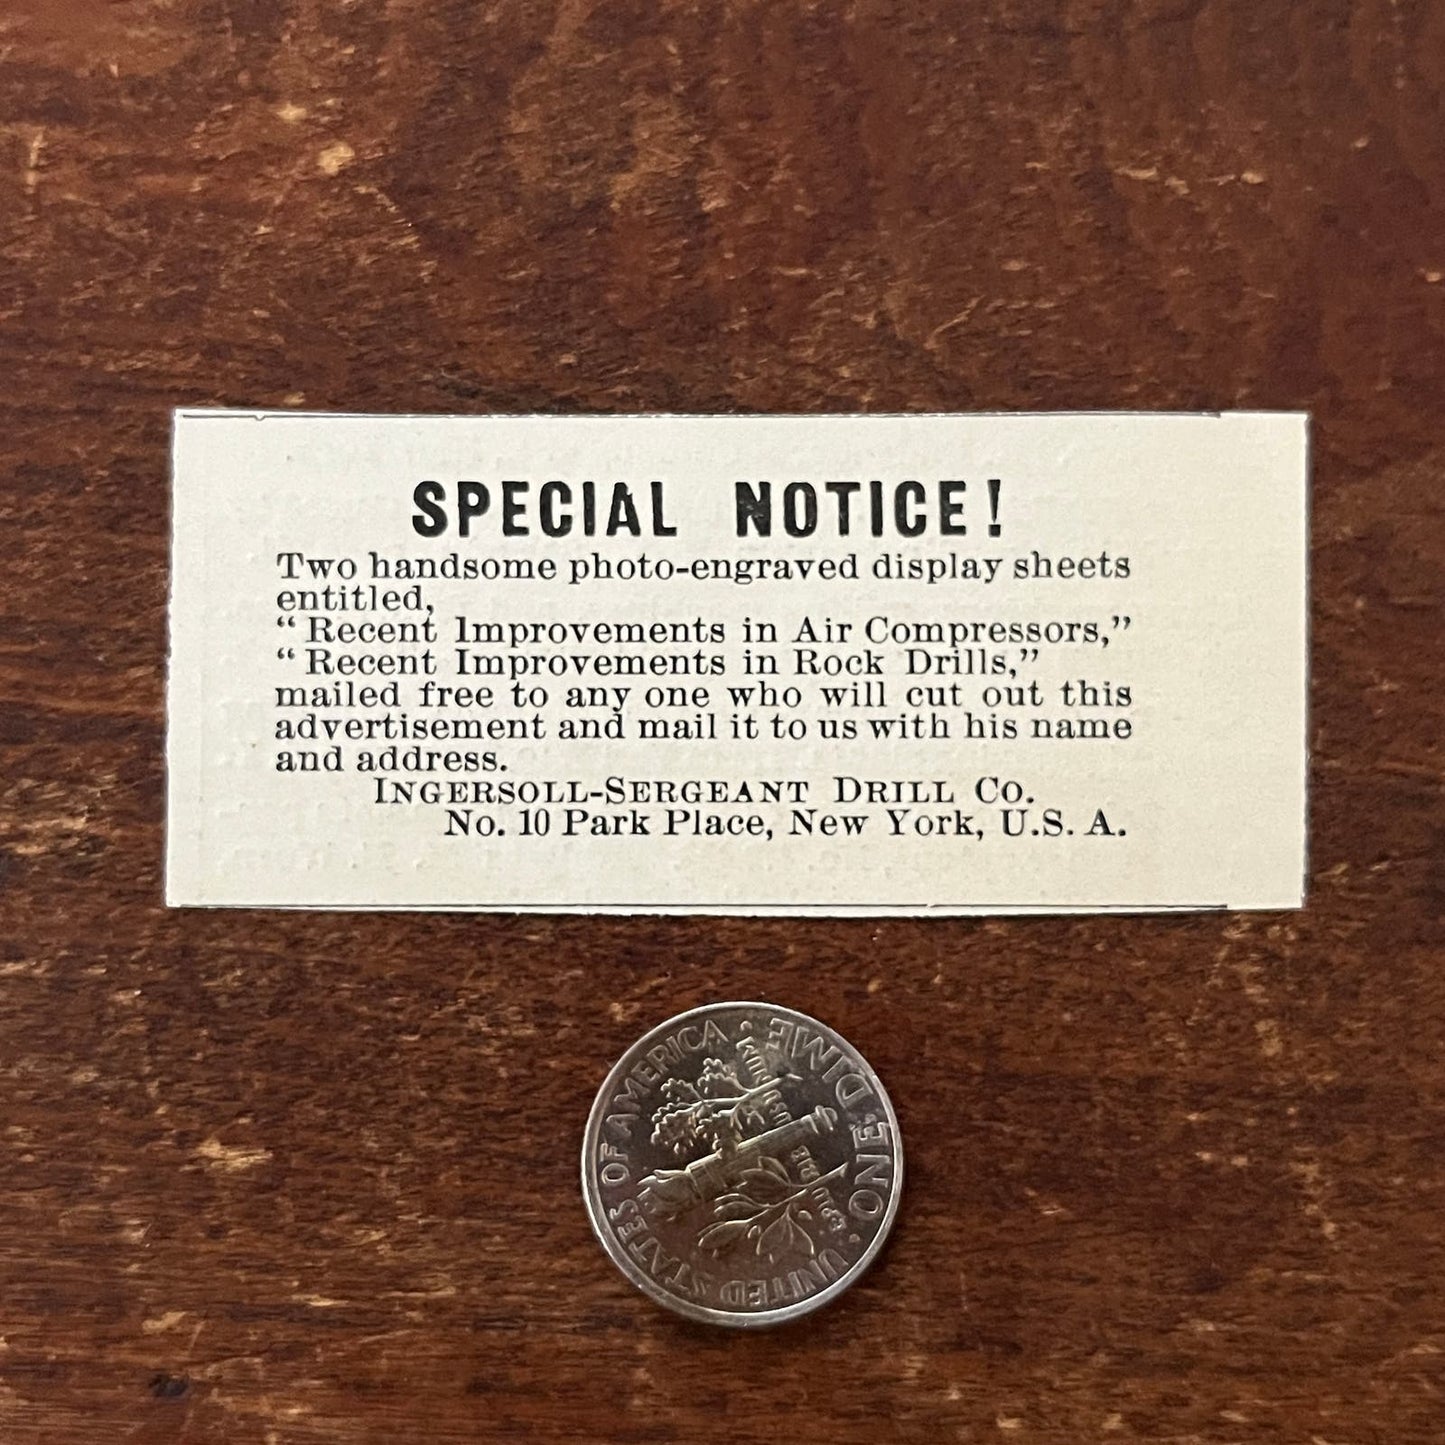 SPECIAL NOTICE!
Two handsome photo-engraved display sheets
entitled,
“Recent Improvements in Air Compressors,”
“Recent Improvements in Rock Drills,”
mailed free to any one who will cut out this
advertisement and mail it to us with his name
and address.
INGERSOLL-SERGEANT DRILL CO.
No. 10 Park Place, New York, U.S. A.
UNITED STATES OF AMERICA · ONE DIME ·
E PLURIBUS UNUM